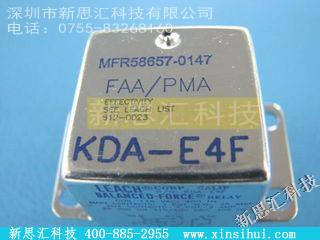 深圳市新思汇科技有限公司
电话：0755-83268168
MFR58657-0147
FAA/PMA
EFFECTIVITY
SEE LEACH LIST
912-0023
新思汇科技
KDA-E4F
LEACH CORP. CALIF
BALANCED-FORCE RELAY
新思汇科技 400-885-2955 www.xinsihui.com